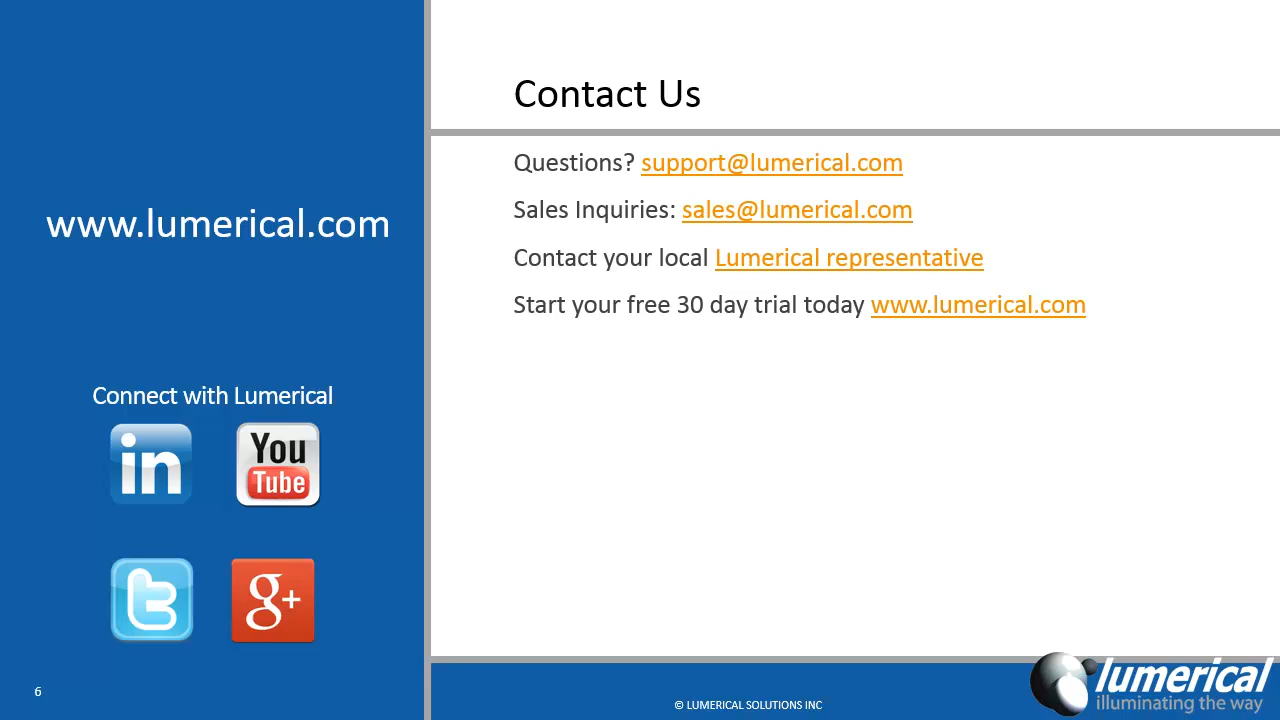 www.lumerical.com
Connect with Lumerical
in
You
Tube
t
g+
6
Contact Us
Questions? support@lumerical.com
Sales Inquiries: sales@lumerical.com
Contact your local Lumerical representative
Start your free 30 day trial today www.lumerical.com
© LUMERICAL SOLUTIONS INC
lumerical
illuminating the way